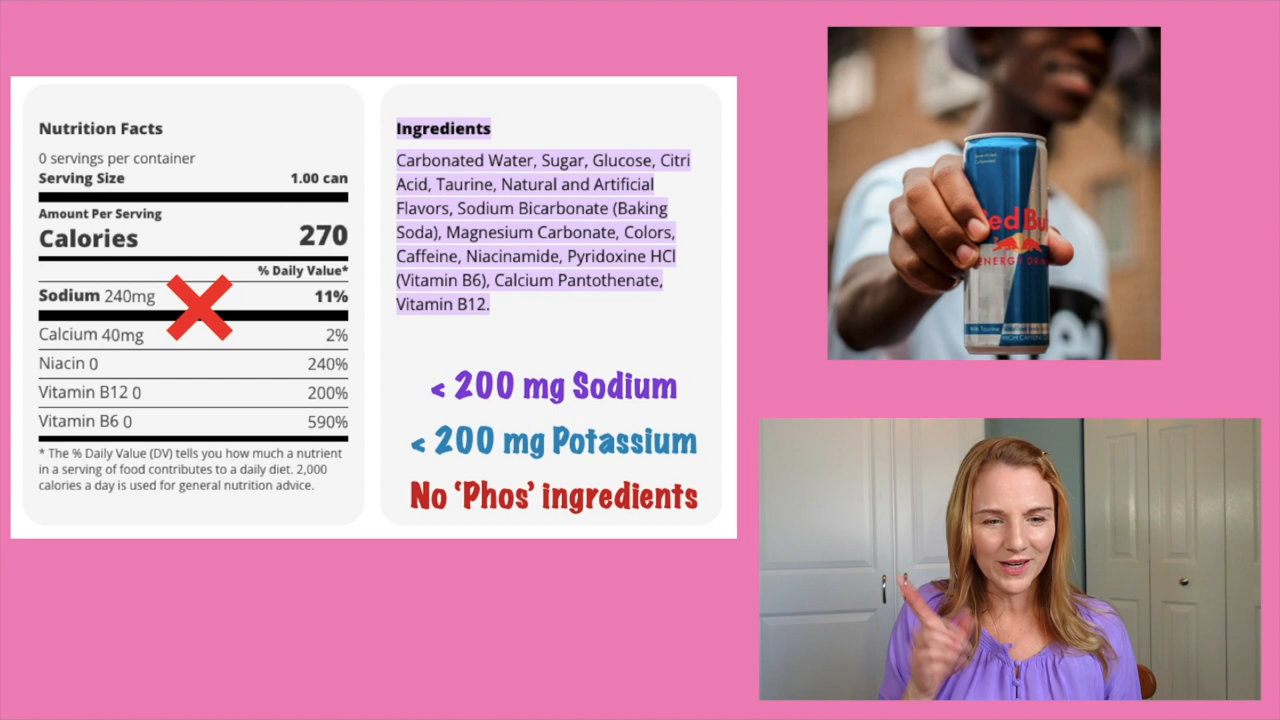 Nutrition Facts
0 servings per container
Serving Size 1.00 can
Amount Per Serving
Calories 270
% Daily Value*
Sodium 240mg 11%
Calcium 40mg 2%
Niacin 0 240%
Vitamin B12 0 200%
Vitamin B6 0 590%
* The % Daily Value (DV) tells you how much a nutrient
in a serving of food contributes to a daily diet. 2,000
calories a day is used for general nutrition advice.
Ingredients
Carbonated Water, Sugar, Glucose, Citri
Acid, Taurine, Natural and Artificial
Flavors, Sodium Bicarbonate (Baking
Soda), Magnesium Carbonate, Colors,
Caffeine, Niacinamide, Pyridoxine HCl
(Vitamin B6), Calcium Pantothenate,
Vitamin B12.
< 200 mg Sodium
< 200 mg Potassium
No ‘Phos’ ingredients
Red Bu
ENERGY DRIN